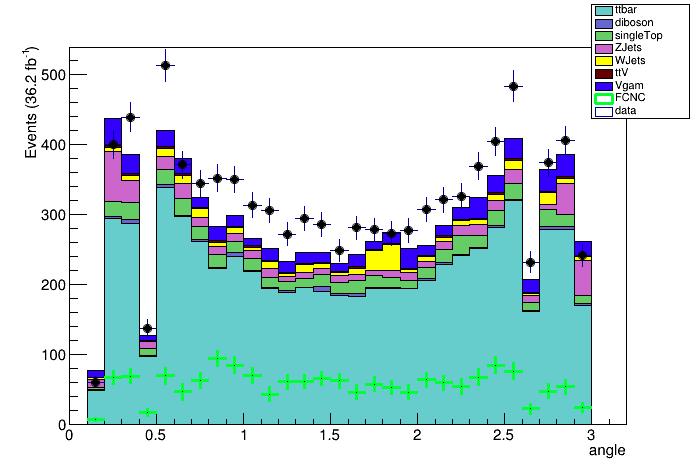 ttbar
diboson
singleTop
ZJets
WJets
ttV
Vgam
FCNC
data
Events (36.2 fb⁻¹)
500
400
300
200
100
0
0 0.5 1 1.5 2 2.5 3
angle